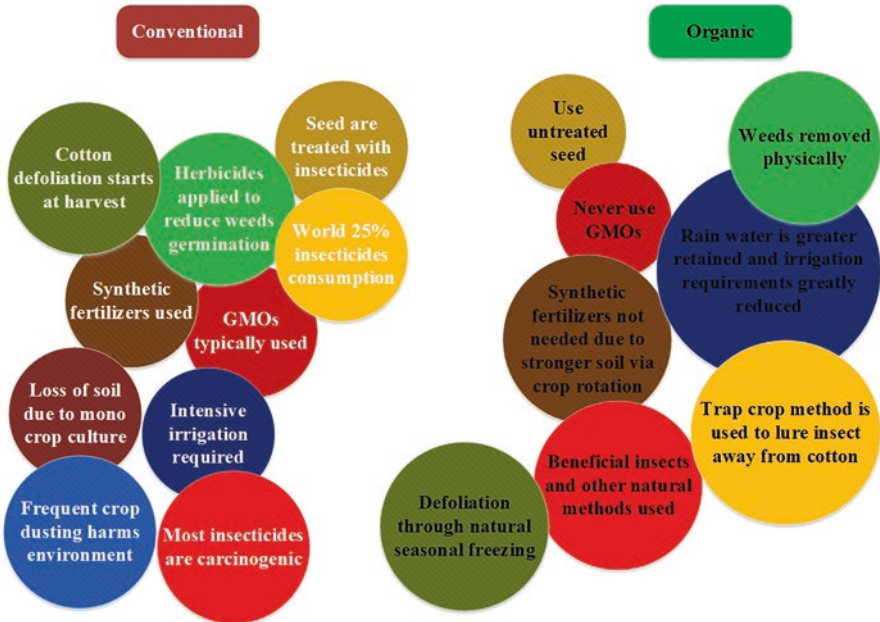 Conventional
Cotton
defoliation starts
at harvest
Herbicides
applied to
reduce weeds
germination
Seed are
treated with
insecticides
World 25%
insecticides
consumption
Synthetic
fertilizers used
GMOs
typically used
Loss of soil
due to mono
crop culture
Intensive
irrigation
required
Frequent crop
dusting harms
environment
Most insecticides
are carcinogenic
Organic
Use
untreated
seed
Weeds removed
physically
Never use
GMOs
Rain water is greater
retained and irrigation
requirements greatly
reduced
Synthetic
fertilizers not
needed due to
stronger soil via
crop rotation
Trap crop method is
used to lure insect
away from cotton
Beneficial insects
and other natural
methods used
Defoliation
through natural
seasonal freezing